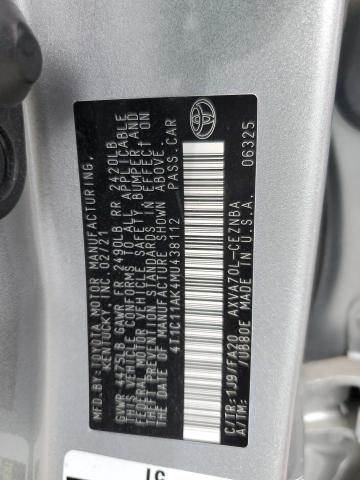 MFD. BY: TOYOTA MOTOR MANUFACTURING,
KENTUCKY, INC. 02/21
GVWR 4475LB GAWR FR 2490LB RR 2420LB
THIS VEHICLE CONFORMS TO ALL APPLICABLE
FEDERAL MOTOR VEHICLE SAFETY, BUMPER, AND
THEFT PREVENTION STANDARDS IN EFFECT ON
THE DATE OF MANUFACTURE SHOWN ABOVE.
4T1C11AK4MU438112 PASS.CAR
C/TR: 1J9/FA20 AXVA70L-CEZNBA
A/TM: /UB80E MADE IN U.S.A. 06325